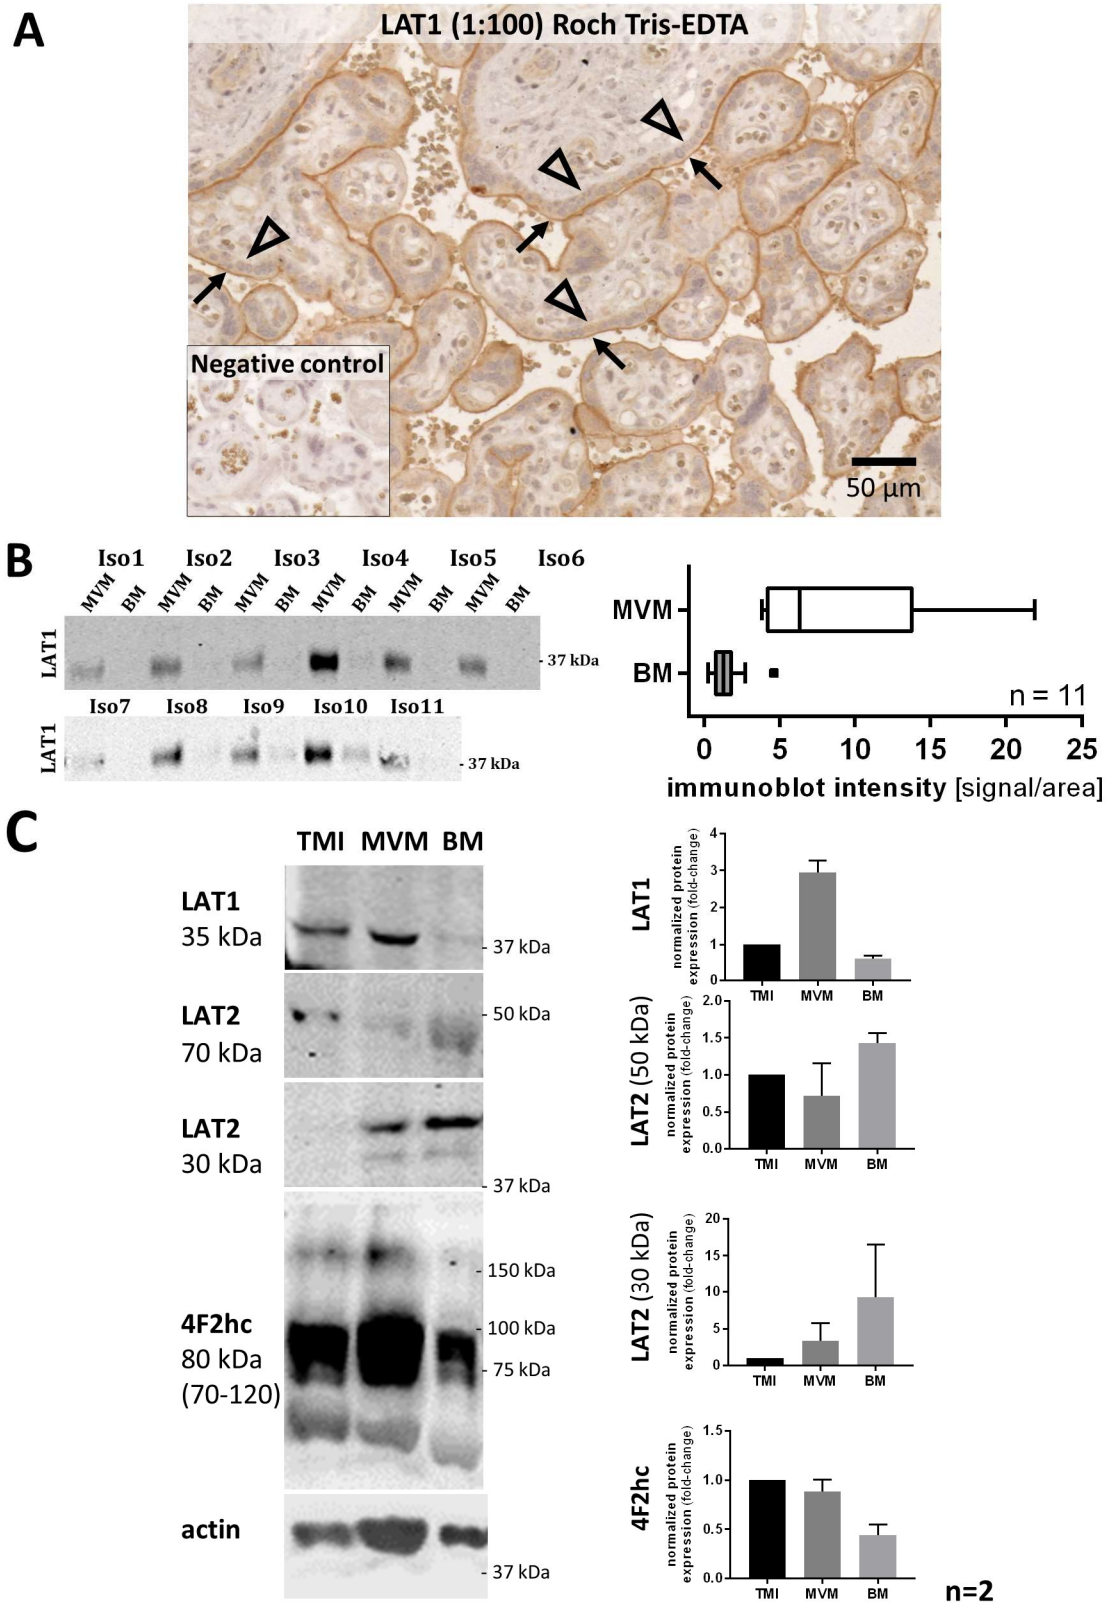 A
LAT1 (1:100) Roch Tris-EDTA
Negative control
50 µm
B
Iso1 Iso2 Iso3 Iso4 Iso5 Iso6
MVM BM MVM BM MVM BM MVM BM MVM BM MVM BM
LAT1
- 37 kDa
Iso7 Iso8 Iso9 Iso10 Iso11
LAT1
- 37 kDa
MVM
BM
n = 11
0 5 10 15 20 25
immunoblot intensity [signal/area]
C
TMI MVM BM
LAT1
35 kDa
- 37 kDa
LAT2
70 kDa
- 50 kDa
LAT2
30 kDa
- 37 kDa
- 150 kDa
4F2hc
80 kDa
(70-120)
- 100 kDa
- 75 kDa
actin
- 37 kDa
LAT1
normalized protein
expression (fold-change)
4
3
2
1
0
TMI MVM BM
LAT2 (50 kDa)
normalized protein
expression (fold-change)
2.0
1.5
1.0
0.5
0.0
TMI MVM BM
LAT2 (30 kDa)
normalized protein
expression (fold-change)
20
15
10
5
0
TMI MVM BM
4F2hc
normalized protein
expression (fold-change)
1.5
1.0
0.5
0.0
TMI MVM BM
n=2